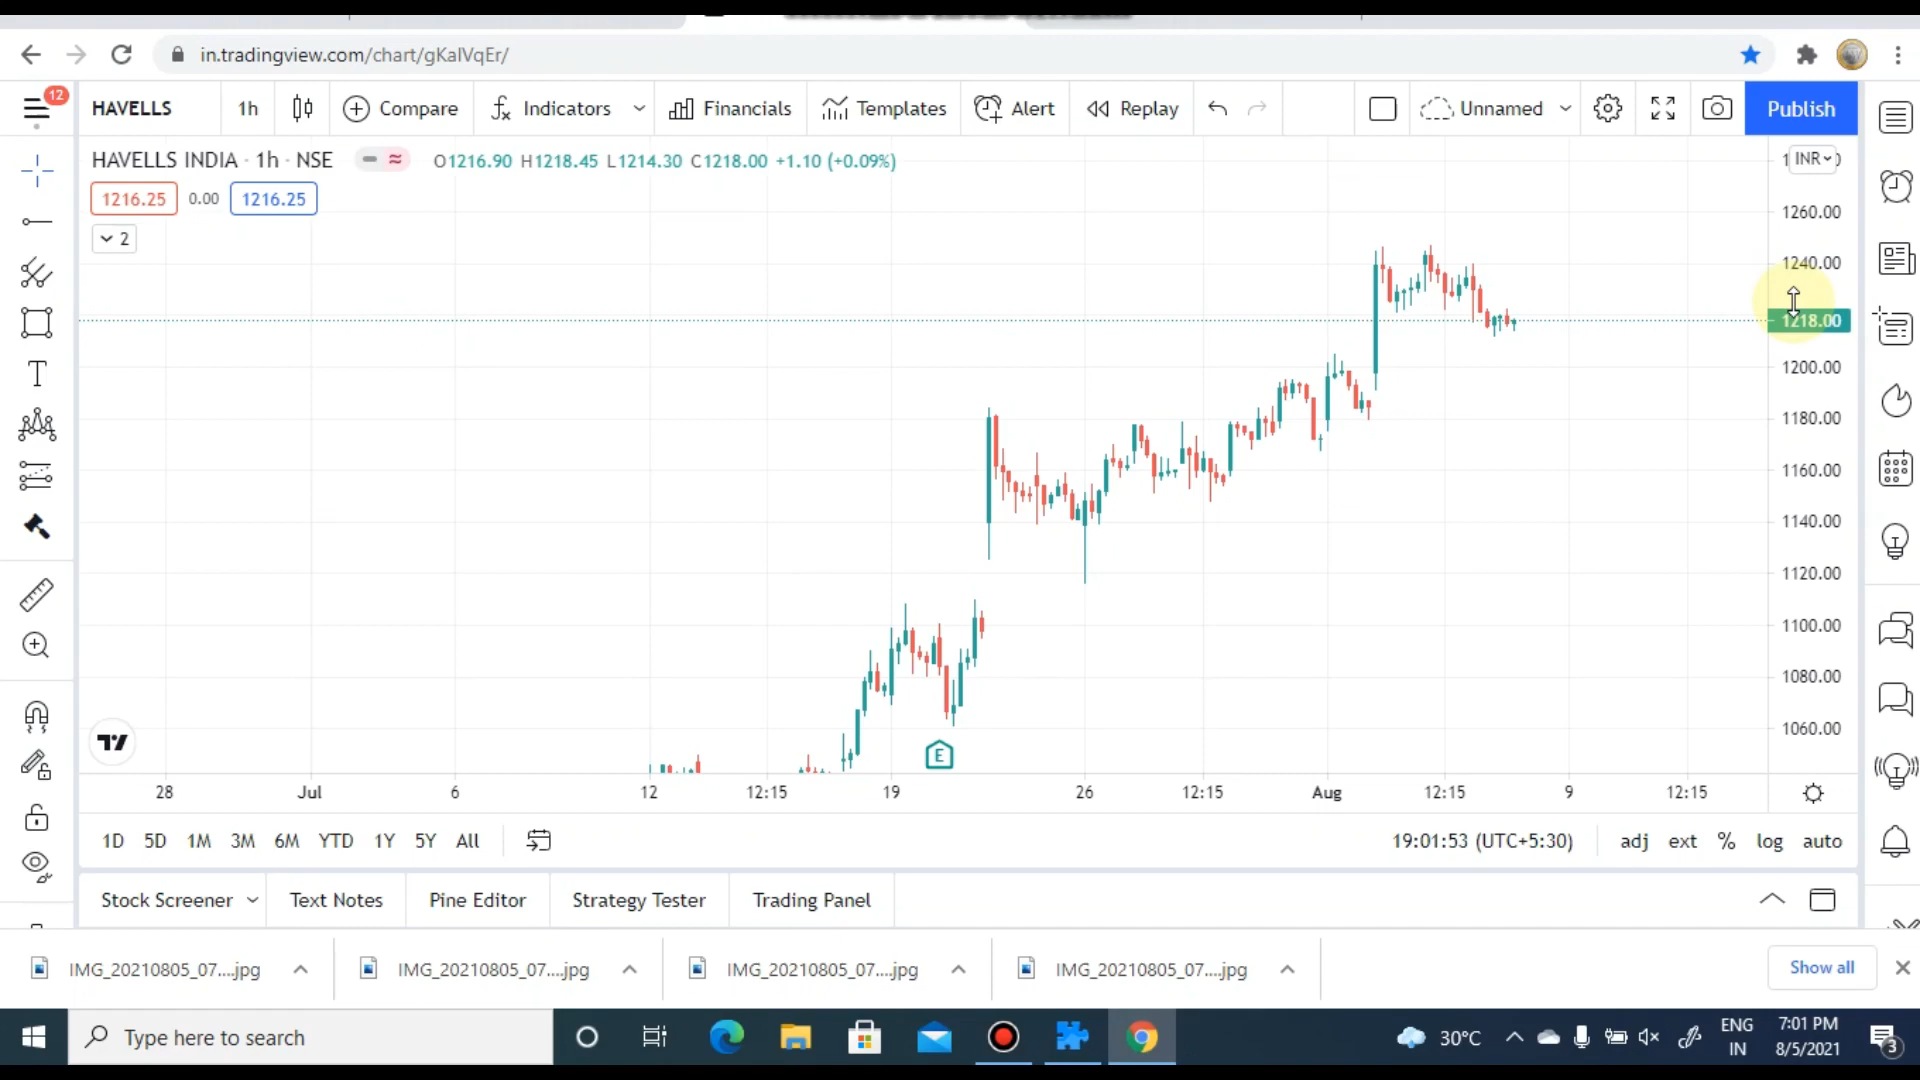 in.tradingview.com/chart/gKalVqEr/
12
HAVELLS 1h Compare Indicators Financials Templates Alert Replay Unnamed Publish
HAVELLS INDIA · 1h · NSE O1216.90 H1218.45 L1214.30 C1218.00 +1.10 (+0.09%)
INR
1216.25 0.00 1216.25
2
1260.00
1240.00
1218.00
1200.00
1180.00
1160.00
1140.00
1120.00
1100.00
1080.00
1060.00
E
28 Jul 6 12 12:15 19 26 12:15 Aug 12:15 9 12:15
1D 5D 1M 3M 6M YTD 1Y 5Y All 19:01:53 (UTC+5:30) adj ext % log auto
Stock Screener Text Notes Pine Editor Strategy Tester Trading Panel
IMG_20210805_07....jpg IMG_20210805_07....jpg IMG_20210805_07....jpg IMG_20210805_07....jpg Show all
Type here to search 30°C ENG IN 7:01 PM 8/5/2021 3